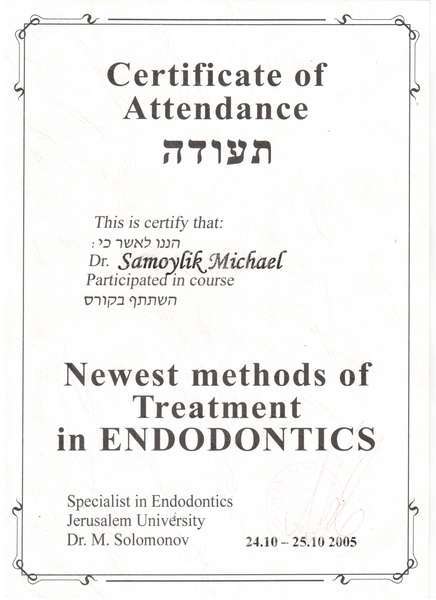 Certificate of
Attendance
תעודה
This is certify that:
הננו לאשר כי:
Dr. Samoylik Michael
Participated in course
השתתף בקורס
Newest methods of
Treatment
in ENDODONTICS
Specialist in Endodontics
Jerusalem University
Dr. M. Solomonov
24.10 – 25.10 2005